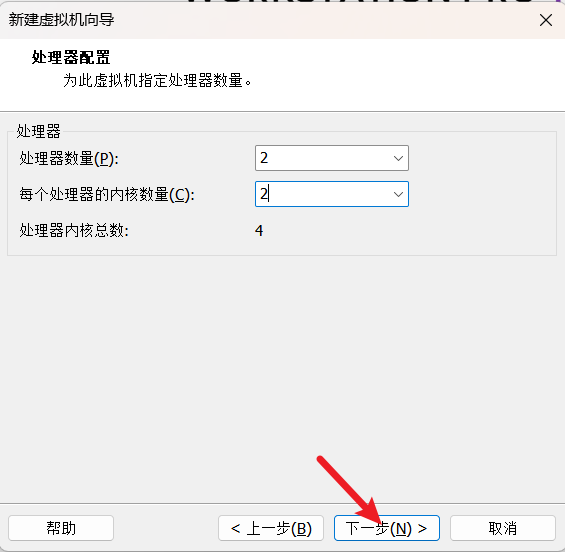 WORKSTATION PRO
新建虚拟机向导
处理器配置
为此虚拟机指定处理器数量。
处理器
处理器数量(P): 2
每个处理器的内核数量(C): 2
处理器内核总数: 4
帮助 < 上一步(B) 下一步(N) > 取消